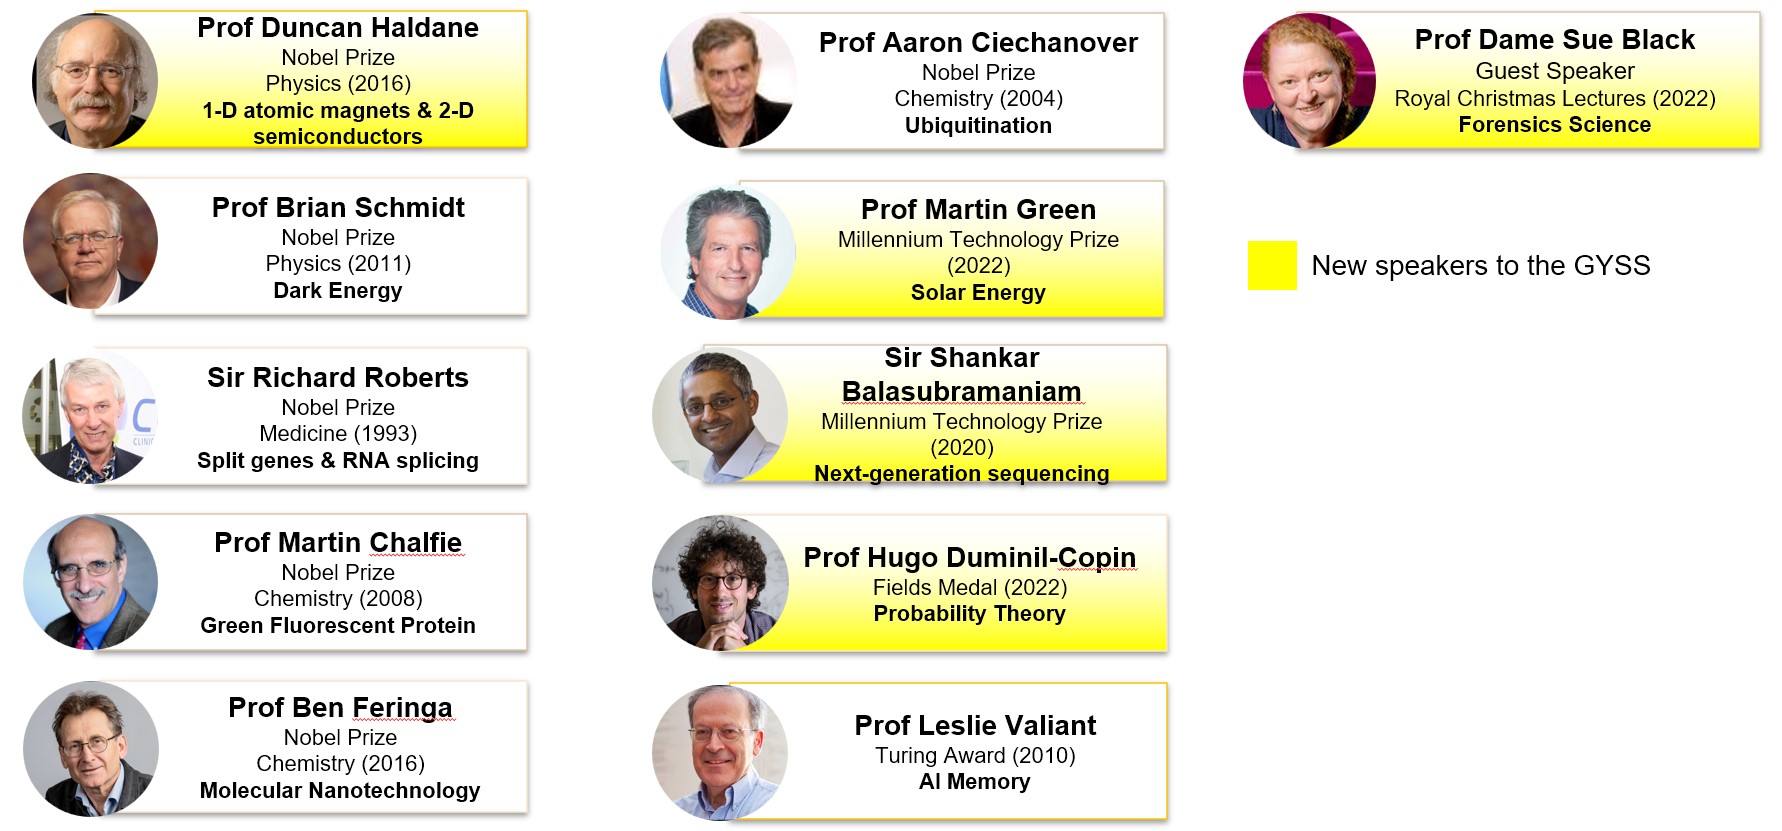 Prof Duncan Haldane
Nobel Prize
Physics (2016)
1-D atomic magnets & 2-D
semiconductors
Prof Brian Schmidt
Nobel Prize
Physics (2011)
Dark Energy
Sir Richard Roberts
Nobel Prize
Medicine (1993)
Split genes & RNA splicing
C
CLINIC
Prof Martin Chalfie
Nobel Prize
Chemistry (2008)
Green Fluorescent Protein
Prof Ben Feringa
Nobel Prize
Chemistry (2016)
Molecular Nanotechnology
Prof Aaron Ciechanover
Nobel Prize
Chemistry (2004)
Ubiquitination
Prof Martin Green
Millennium Technology Prize
(2022)
Solar Energy
Sir Shankar
Balasubramaniam
Millennium Technology Prize
(2020)
Next-generation sequencing
Prof Hugo Duminil-Copin
Fields Medal (2022)
Probability Theory
Prof Leslie Valiant
Turing Award (2010)
AI Memory
Prof Dame Sue Black
Guest Speaker
Royal Christmas Lectures (2022)
Forensics Science
New speakers to the GYSS